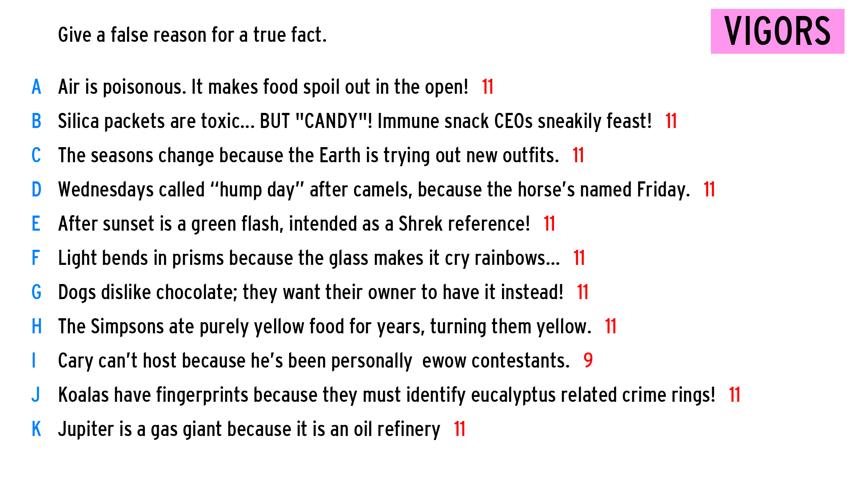 Give a false reason for a true fact.
VIGORS
A Air is poisonous. It makes food spoil out in the open! 11
B Silica packets are toxic... BUT "CANDY"! Immune snack CEOs sneakily feast! 11
C The seasons change because the Earth is trying out new outfits. 11
D Wednesdays called “hump day” after camels, because the horse’s named Friday. 11
E After sunset is a green flash, intended as a Shrek reference! 11
F Light bends in prisms because the glass makes it cry rainbows... 11
G Dogs dislike chocolate; they want their owner to have it instead! 11
H The Simpsons ate purely yellow food for years, turning them yellow. 11
I Cary can’t host because he’s been personally ewow contestants. 9
J Koalas have fingerprints because they must identify eucalyptus related crime rings! 11
K Jupiter is a gas giant because it is an oil refinery 11